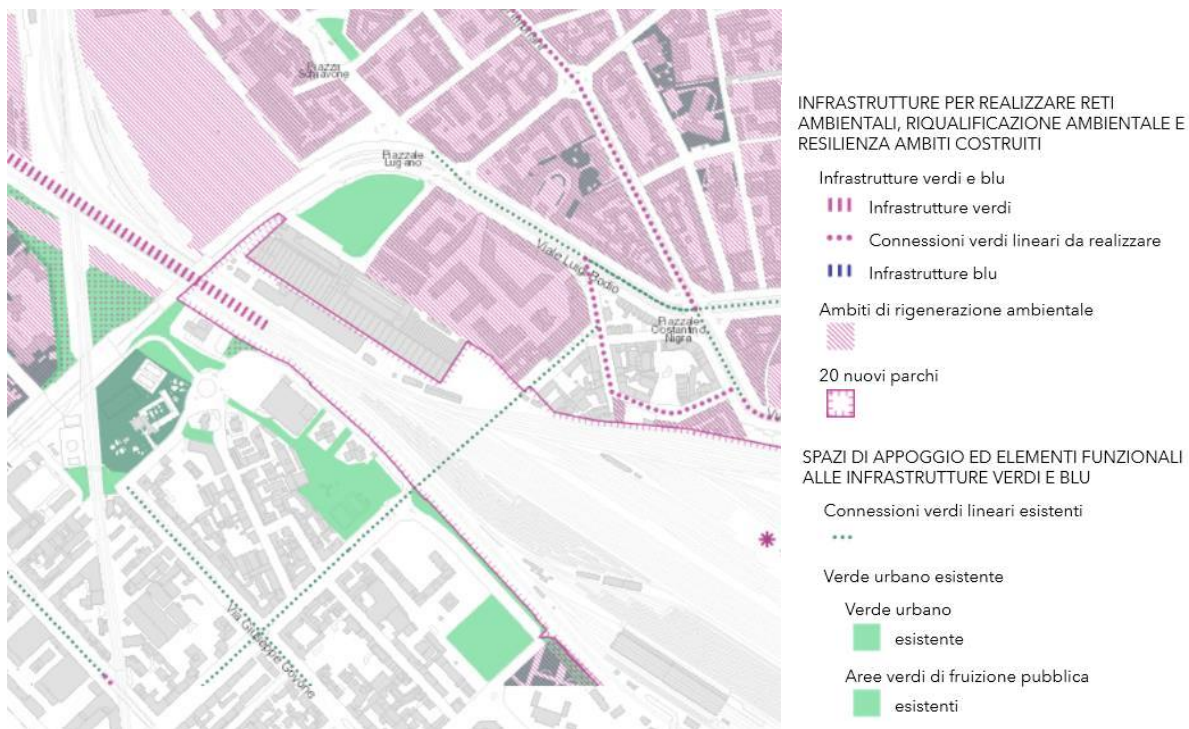 Piazza
Schiavone
Piazzale
Lugano
Viale Luigi Bodio
Piazzale
Costantino
Nigra
Via Giuseppe Govone
INFRASTRUTTURE PER REALIZZARE RETI
AMBIENTALI, RIQUALIFICAZIONE AMBIENTALE E
RESILIENZA AMBITI COSTRUITI
Infrastrutture verdi e blu
Infrastrutture verdi
Connessioni verdi lineari da realizzare
Infrastrutture blu
Ambiti di rigenerazione ambientale
20 nuovi parchi
SPAZI DI APPOGGIO ED ELEMENTI FUNZIONALI
ALLE INFRASTRUTTURE VERDI E BLU
Connessioni verdi lineari esistenti
Verde urbano esistente
Verde urbano
esistente
Aree verdi di fruizione pubblica
esistenti